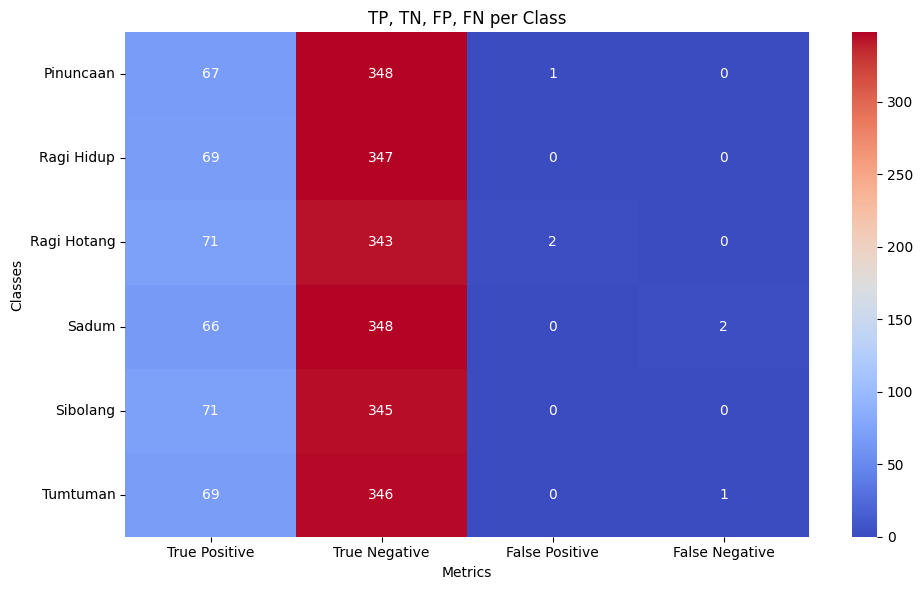 TP, TN, FP, FN per Class
Classes
Pinuncaan 67 348 1 0
Ragi Hidup 69 347 0 0
Ragi Hotang 71 343 2 0
Sadum 66 348 0 2
Sibolang 71 345 0 0
Tumtuman 69 346 0 1
True Positive True Negative False Positive False Negative
Metrics
300
250
200
150
100
50
0